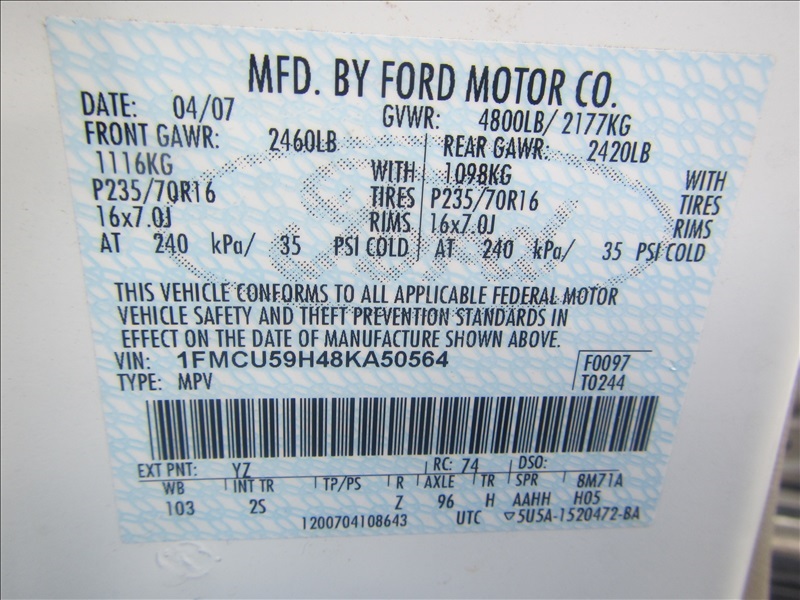 MFD. BY FORD MOTOR CO.
DATE: 04/07 GVWR: 4800LB/ 2177KG
FRONT GAWR: 2460LB REAR GAWR: 2420LB
1116KG WITH 1098KG WITH
P235/70R16 TIRES P235/70R16 TIRES
16x7.0J RIMS 16x7.0J RIMS
AT 240 kPa/ 35 PSI COLD AT 240 kPa/ 35 PSI COLD
THIS VEHICLE CONFORMS TO ALL APPLICABLE FEDERAL MOTOR
VEHICLE SAFETY AND THEFT PREVENTION STANDARDS IN
EFFECT ON THE DATE OF MANUFACTURE SHOWN ABOVE.
VIN: 1FMCU59H48KA50564 F0097
TYPE: MPV T0244
EXT PNT: YZ RC: 74 DSO:
WB INT TR TP/PS R AXLE TR SPR 8M71A
103 2S Z 96 H AAHH H05
1200704108643 UTC ▽5U5A-1520472-BA